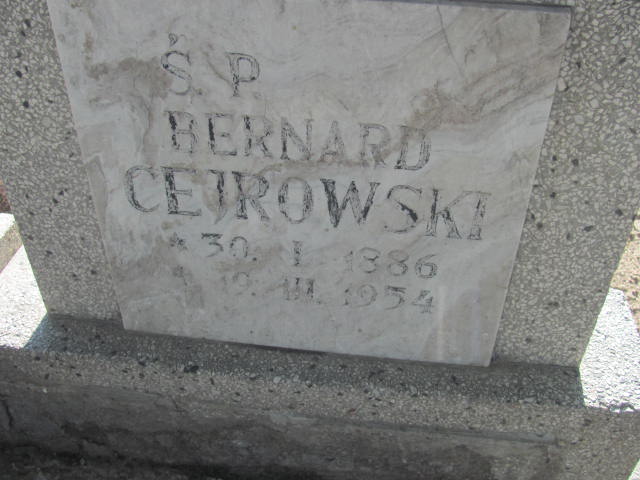 Ś. P.
BERNARD
CEJROWSKI
* 30. I. 1886
19. III. 1954